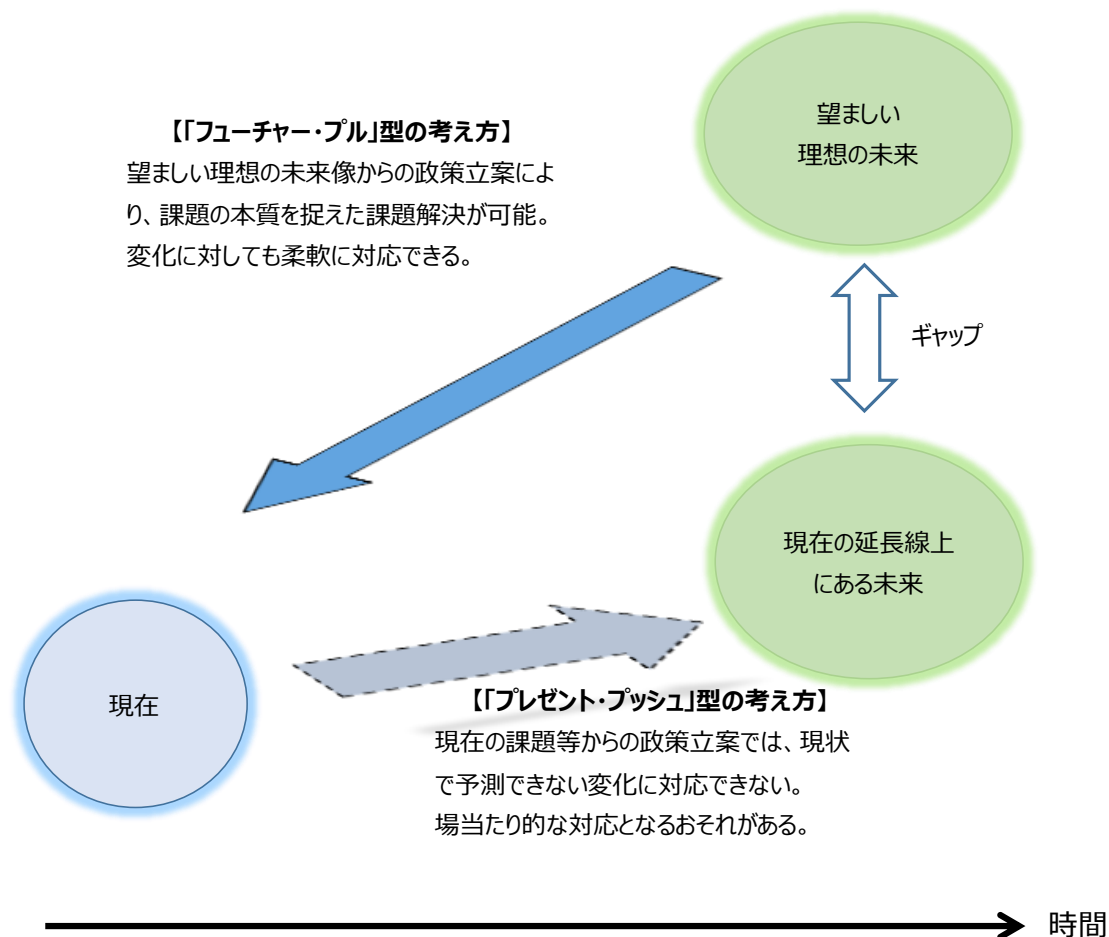 望ましい
理想の未来
【「フューチャー・プル」型の考え方】
望ましい理想の未来像からの政策立案によ
り、課題の本質を捉えた課題解決が可能。
変化に対しても柔軟に対応できる。
ギャップ
現在の延長線上
にある未来
現在
【「プレゼント・プッシュ」型の考え方】
現在の課題等からの政策立案では、現状
で予測できない変化に対応できない。
場当たり的な対応となるおそれがある。
時間